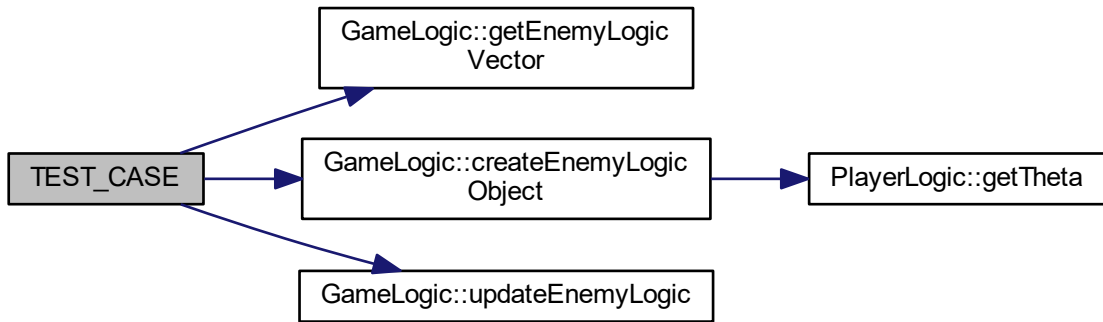 GameLogic::getEnemyLogic
Vector
TEST_CASE
GameLogic::createEnemyLogic
Object
PlayerLogic::getTheta
GameLogic::updateEnemyLogic